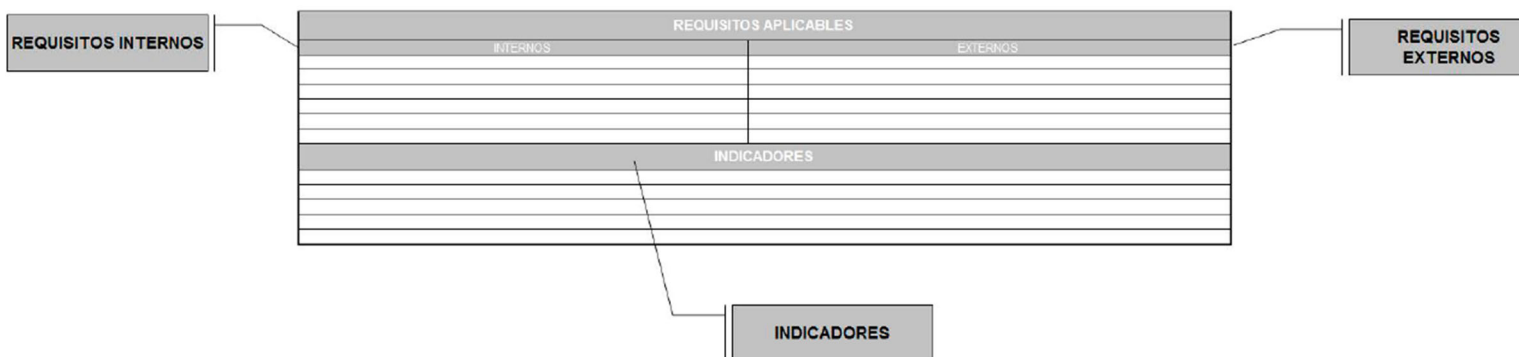 REQUISITOS INTERNOS
REQUISITOS APLICABLES
INTERNOS
EXTERNOS
REQUISITOS
EXTERNOS
INDICADORES
INDICADORES